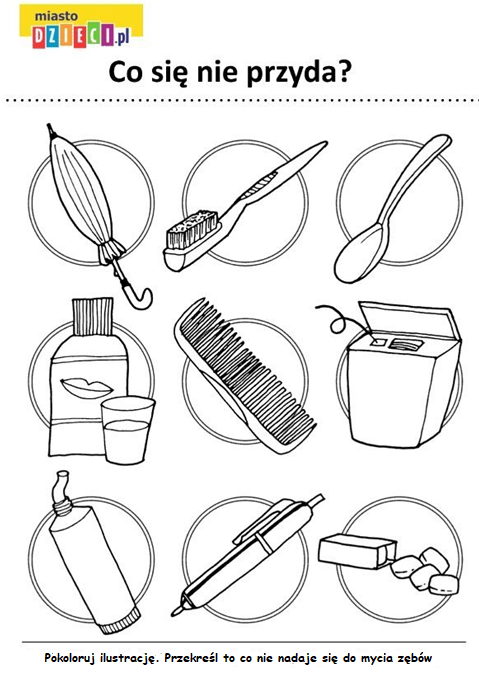 miasto
DZIECI.pl
Co się nie przyda?
Pokoloruj ilustrację. Przekreśl to co nie nadaje się do mycia zębów